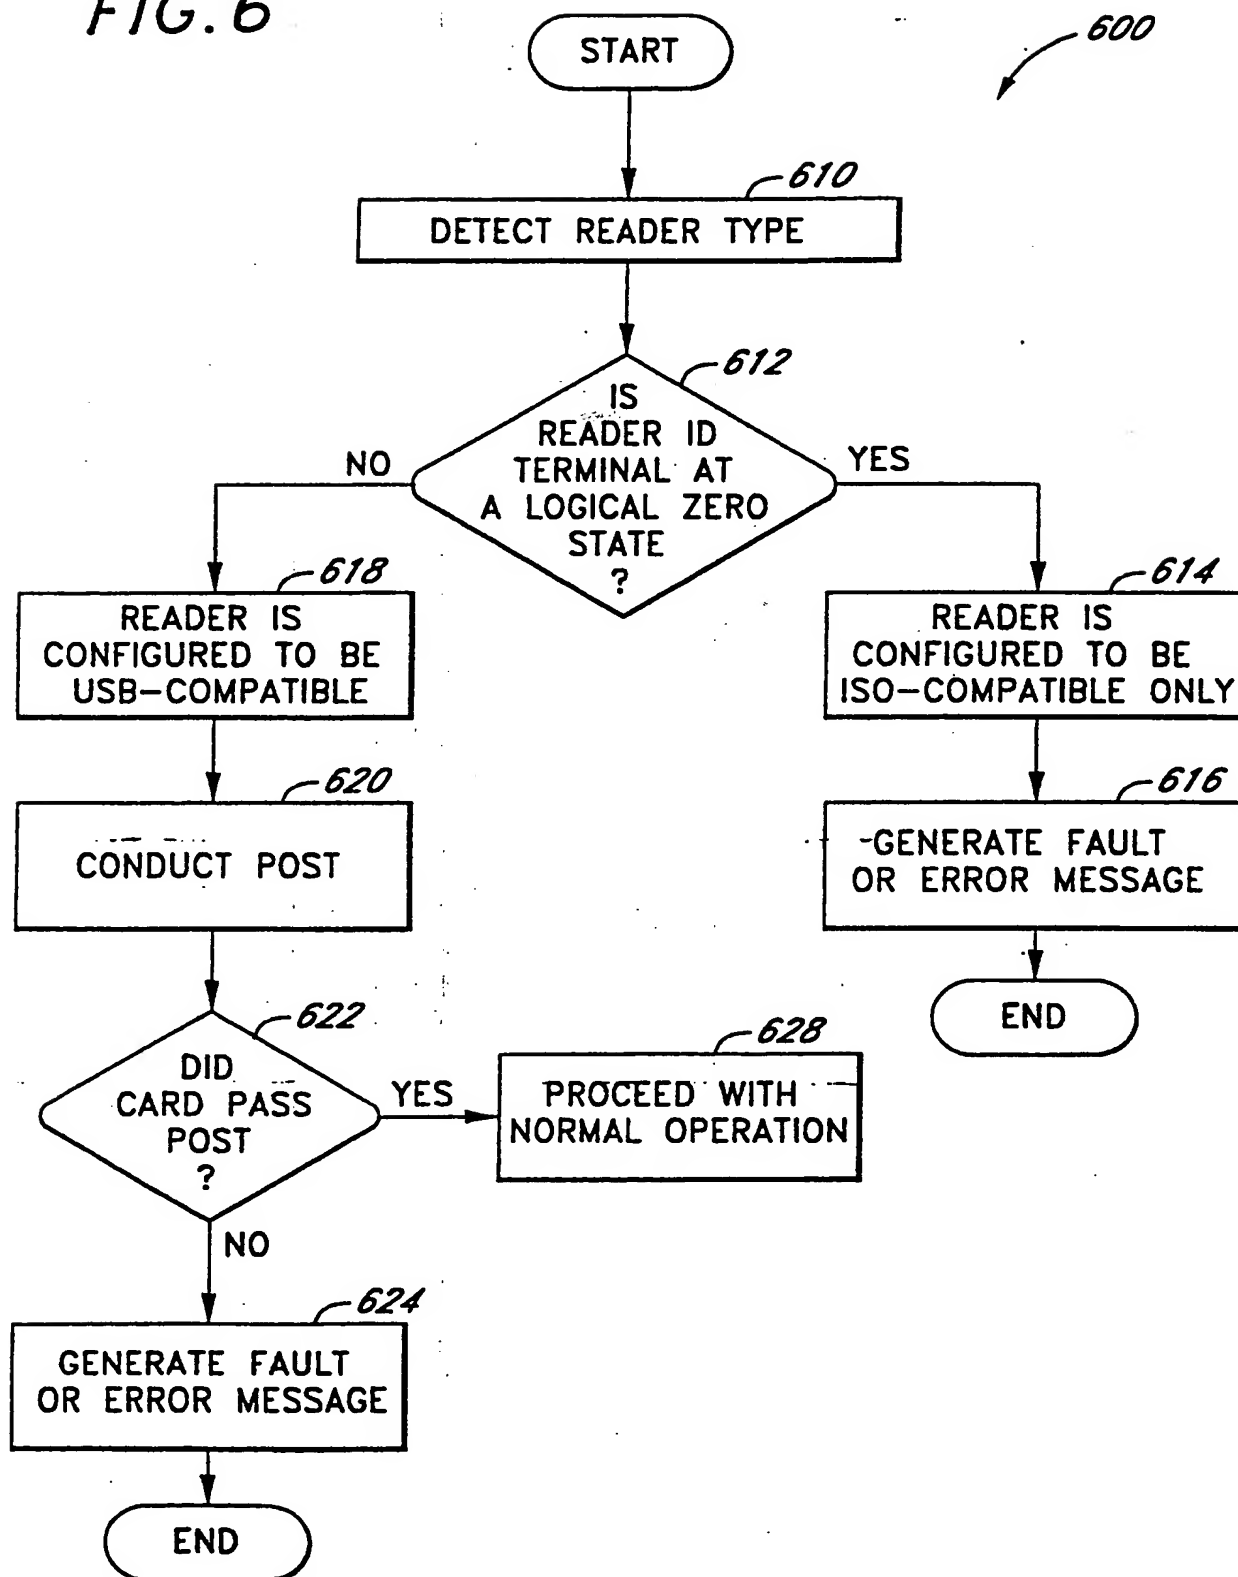 FIG. 6
600
START
610
DETECT READER TYPE
612
IS
READER ID
TERMINAL AT
A LOGICAL ZERO
STATE
?
NO
YES
618
READER IS
CONFIGURED TO BE
USB-COMPATIBLE
614
READER IS
CONFIGURED TO BE
ISO-COMPATIBLE ONLY
620
CONDUCT POST
616
GENERATE FAULT
OR ERROR MESSAGE
END
622
DID
CARD PASS
POST
?
YES
628
PROCEED WITH
NORMAL OPERATION
NO
624
GENERATE FAULT
OR ERROR MESSAGE
END